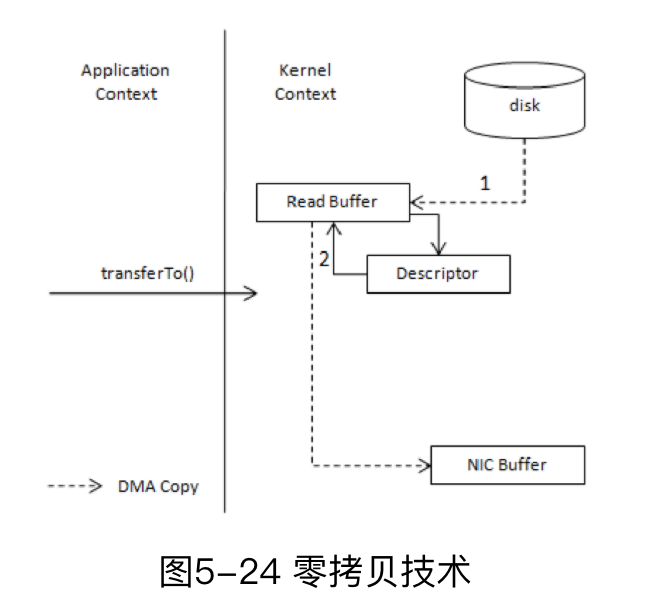 Application
Context
Kernel
Context
disk
1
Read Buffer
2
Descriptor
transferTo()
NIC Buffer
DMA Copy
图5-24 零拷贝技术